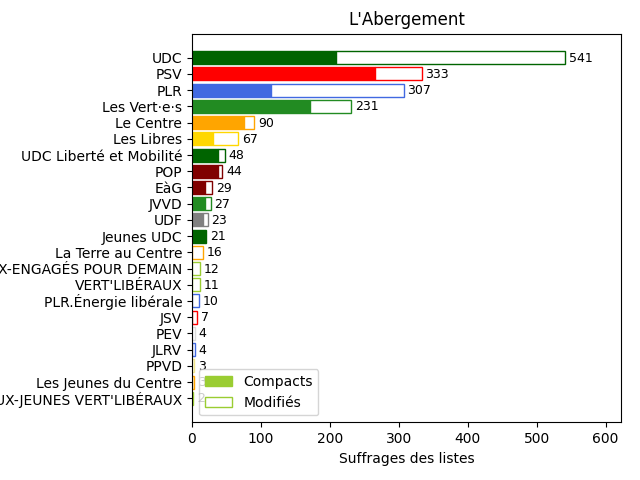 L'Abergement
UDC 541
PSV 333
PLR 307
Les Vert·e·s 231
Le Centre 90
Les Libres 67
UDC Liberté et Mobilité 48
POP 44
EàG 29
JVVD 27
UDF 23
Jeunes UDC 21
La Terre au Centre 16
X-ENGAGÉS POUR DEMAIN 12
VERT'LIBÉRAUX 11
PLR.Énergie libérale 10
JSV 7
PEV 4
JLRV 4
PPVD 3
Les Jeunes du Centre 3
UX-JEUNES VERT'LIBÉRAUX 2
Compacts
Modifiés
0 100 200 300 400 500 600
Suffrages des listes